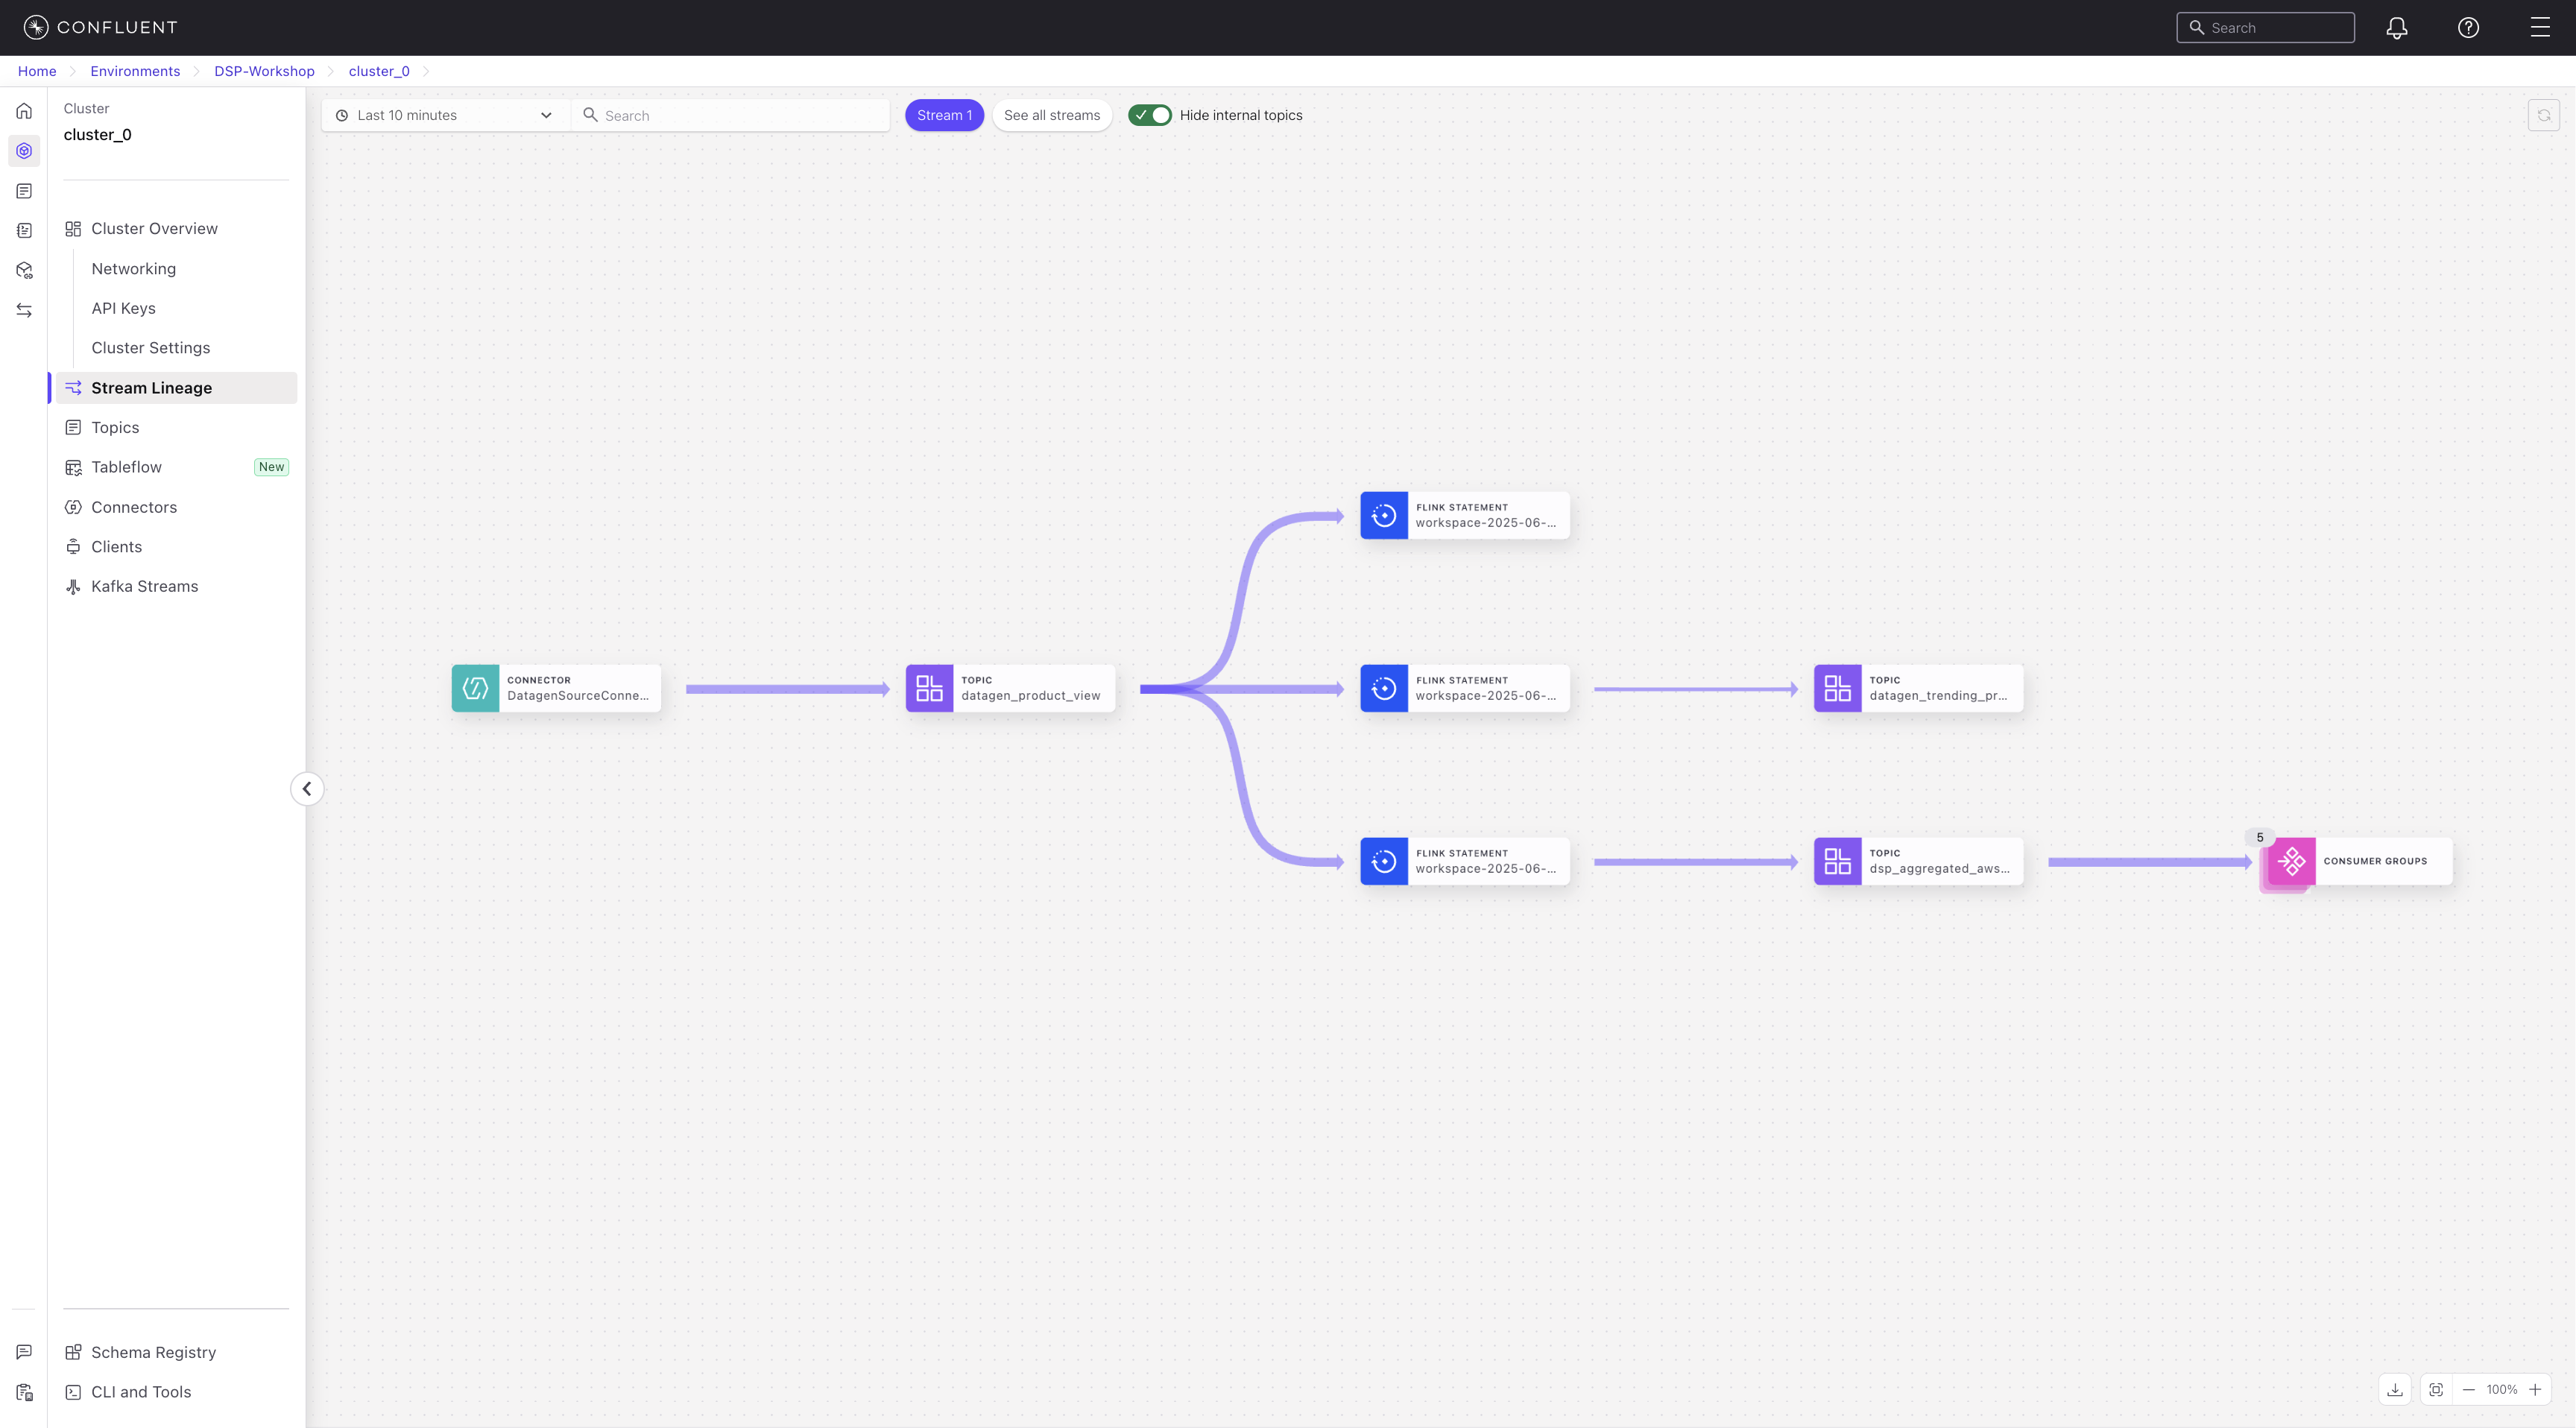 CONFLUENT
Search
Home
Environments
DSP-Workshop
cluster_0
Cluster
cluster_0
Cluster Overview
Networking
API Keys
Cluster Settings
Stream Lineage
Topics
Tableflow
New
Connectors
Clients
Kafka Streams
Schema Registry
CLI and Tools
Last 10 minutes
Search
Stream 1
See all streams
Hide internal topics
FLINK STATEMENT
workspace-2025-06-...
CONNECTOR
DatagenSourceConne...
TOPIC
datagen_product_view
FLINK STATEMENT
workspace-2025-06-...
TOPIC
datagen_trending_pr...
FLINK STATEMENT
workspace-2025-06-...
TOPIC
dsp_aggregated_aws...
5
CONSUMER GROUPS
100%